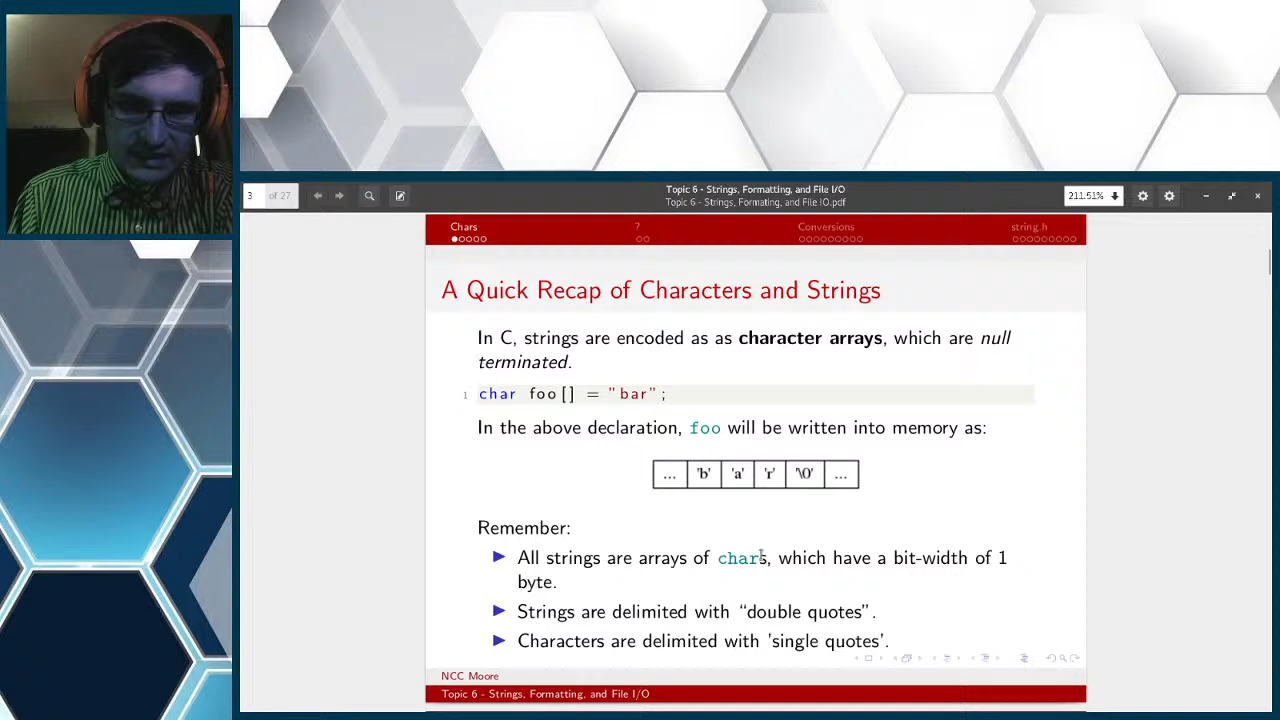 3 of 27
Topic 6 - Strings, Formatting, and File I/O
Topic 6 - Strings, Formating, and File IO.pdf
211.51%
Chars ? Conversions string.h
A Quick Recap of Characters and Strings
In C, strings are encoded as as character arrays, which are null
terminated.
1 char foo[] = "bar";
In the above declaration, foo will be written into memory as:
... 'b' 'a' 'r' '\0' ...
Remember:
All strings are arrays of chars, which have a bit-width of 1
byte.
Strings are delimited with “double quotes”.
Characters are delimited with 'single quotes'.
NCC Moore
Topic 6 - Strings, Formatting, and File I/O